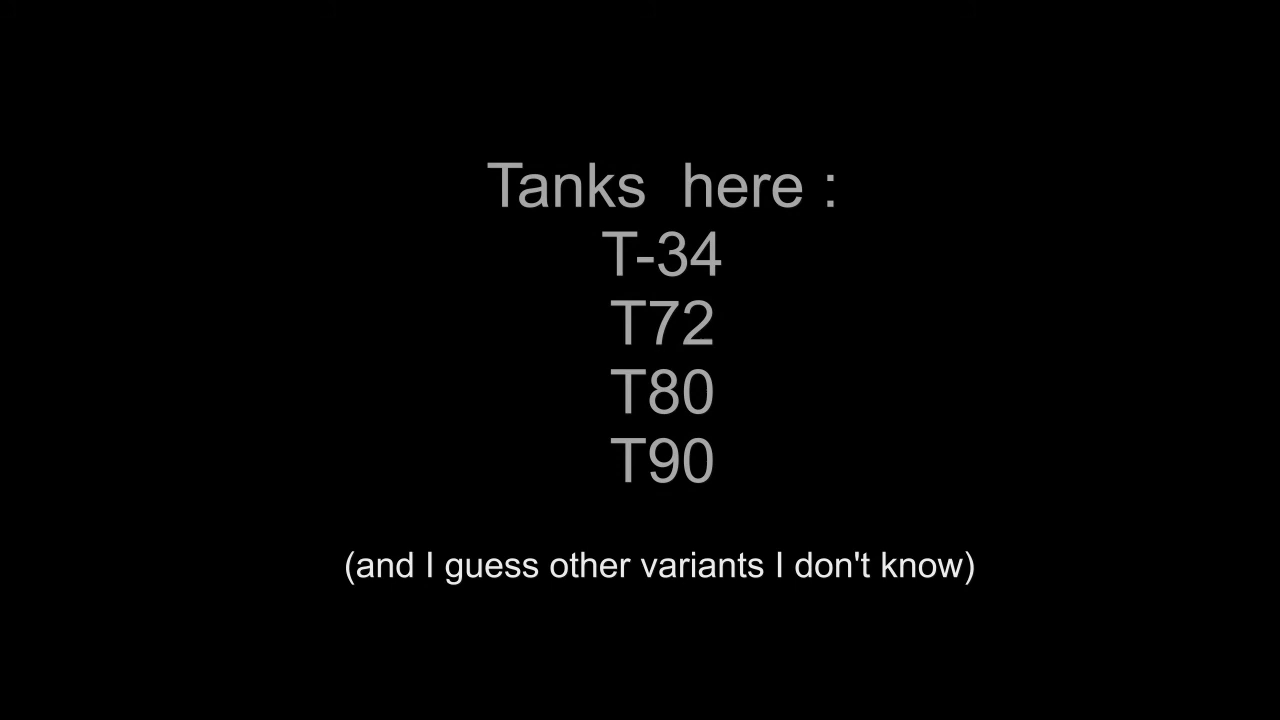 Tanks  here :
T-34
T72
T80
T90
(and I guess other variants I don't know)